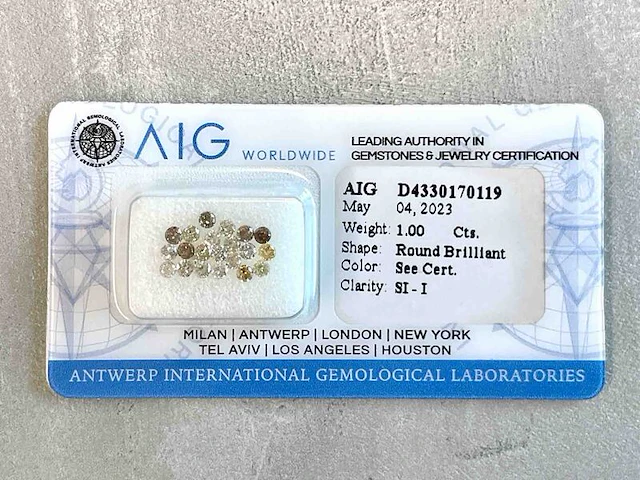 AIG WORLDWIDE
LEADING AUTHORITY IN
GEMSTONES & JEWELRY CERTIFICATION
AIG D4330170119
May 04, 2023
Weight: 1.00 Cts.
Shape: Round Brilliant
Color: See Cert.
Clarity: SI - I
MILAN | ANTWERP | LONDON | NEW YORK
TEL AVIV | LOS ANGELES | HOUSTON
ANTWERP INTERNATIONAL GEMOLOGICAL LABORATORIES